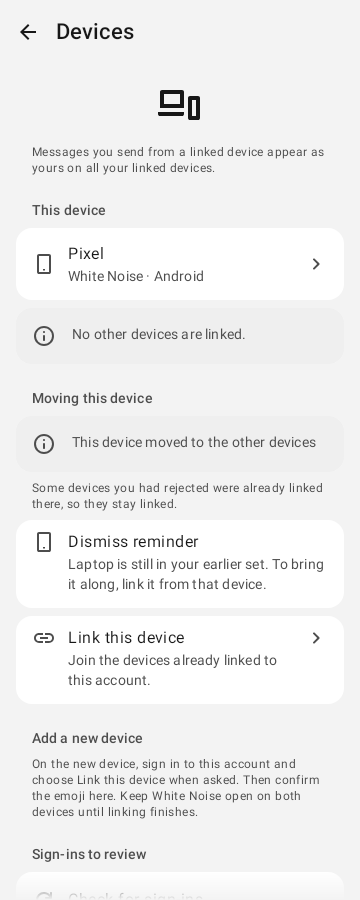 Devices
Messages you send from a linked device appear as
yours on all your linked devices.
This device
Pixel
White Noise · Android
No other devices are linked.
Moving this device
This device moved to the other devices
Some devices you had rejected were already linked
there, so they stay linked.
Dismiss reminder
Laptop is still in your earlier set. To bring
it along, link it from that device.
Link this device
Join the devices already linked to
this account.
Add a new device
On the new device, sign in to this account and
choose Link this device when asked. Then confirm
the emoji here. Keep White Noise open on both
devices until linking finishes.
Sign-ins to review